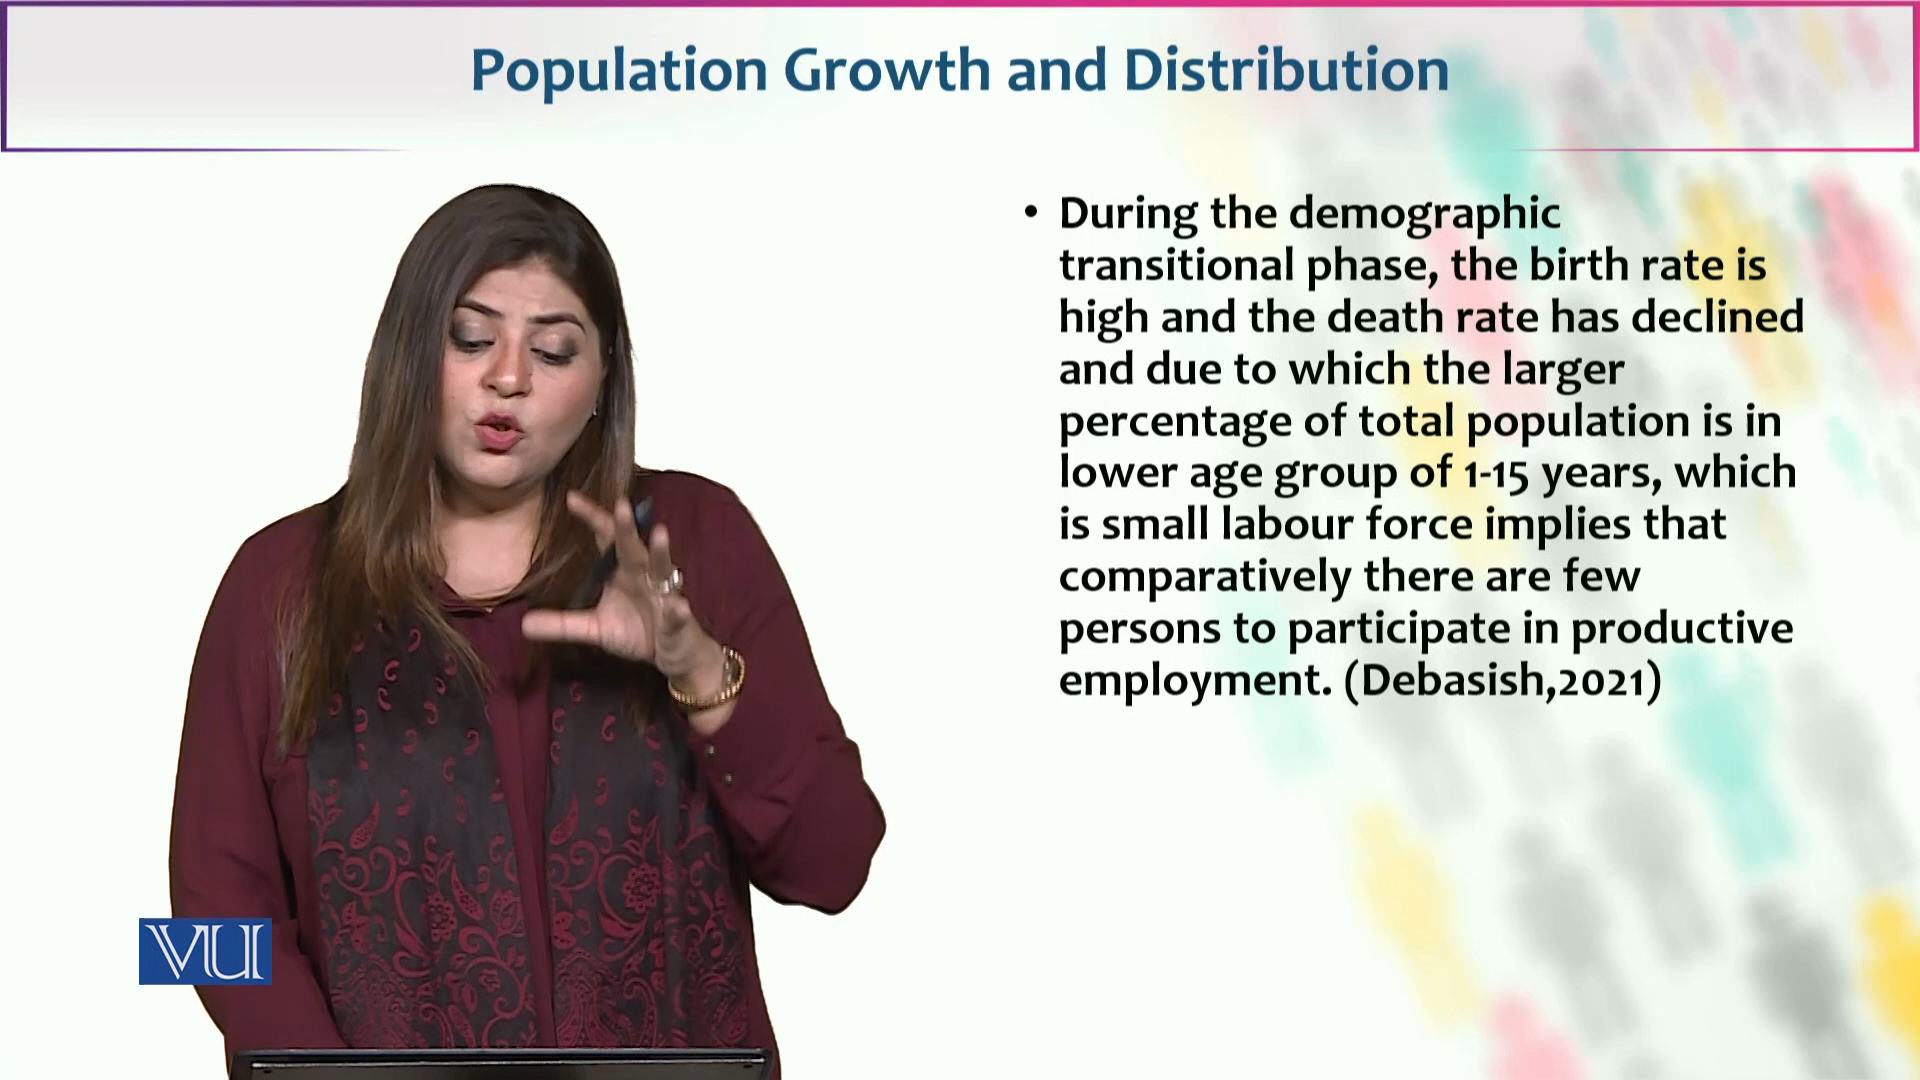 Population Growth and Distribution
• During the demographic
transitional phase, the birth rate is
high and the death rate has declined
and due to which the larger
percentage of total population is in
lower age group of 1-15 years, which
is small labour force implies that
comparatively there are few
persons to participate in productive
employment. (Debasish,2021)
VU